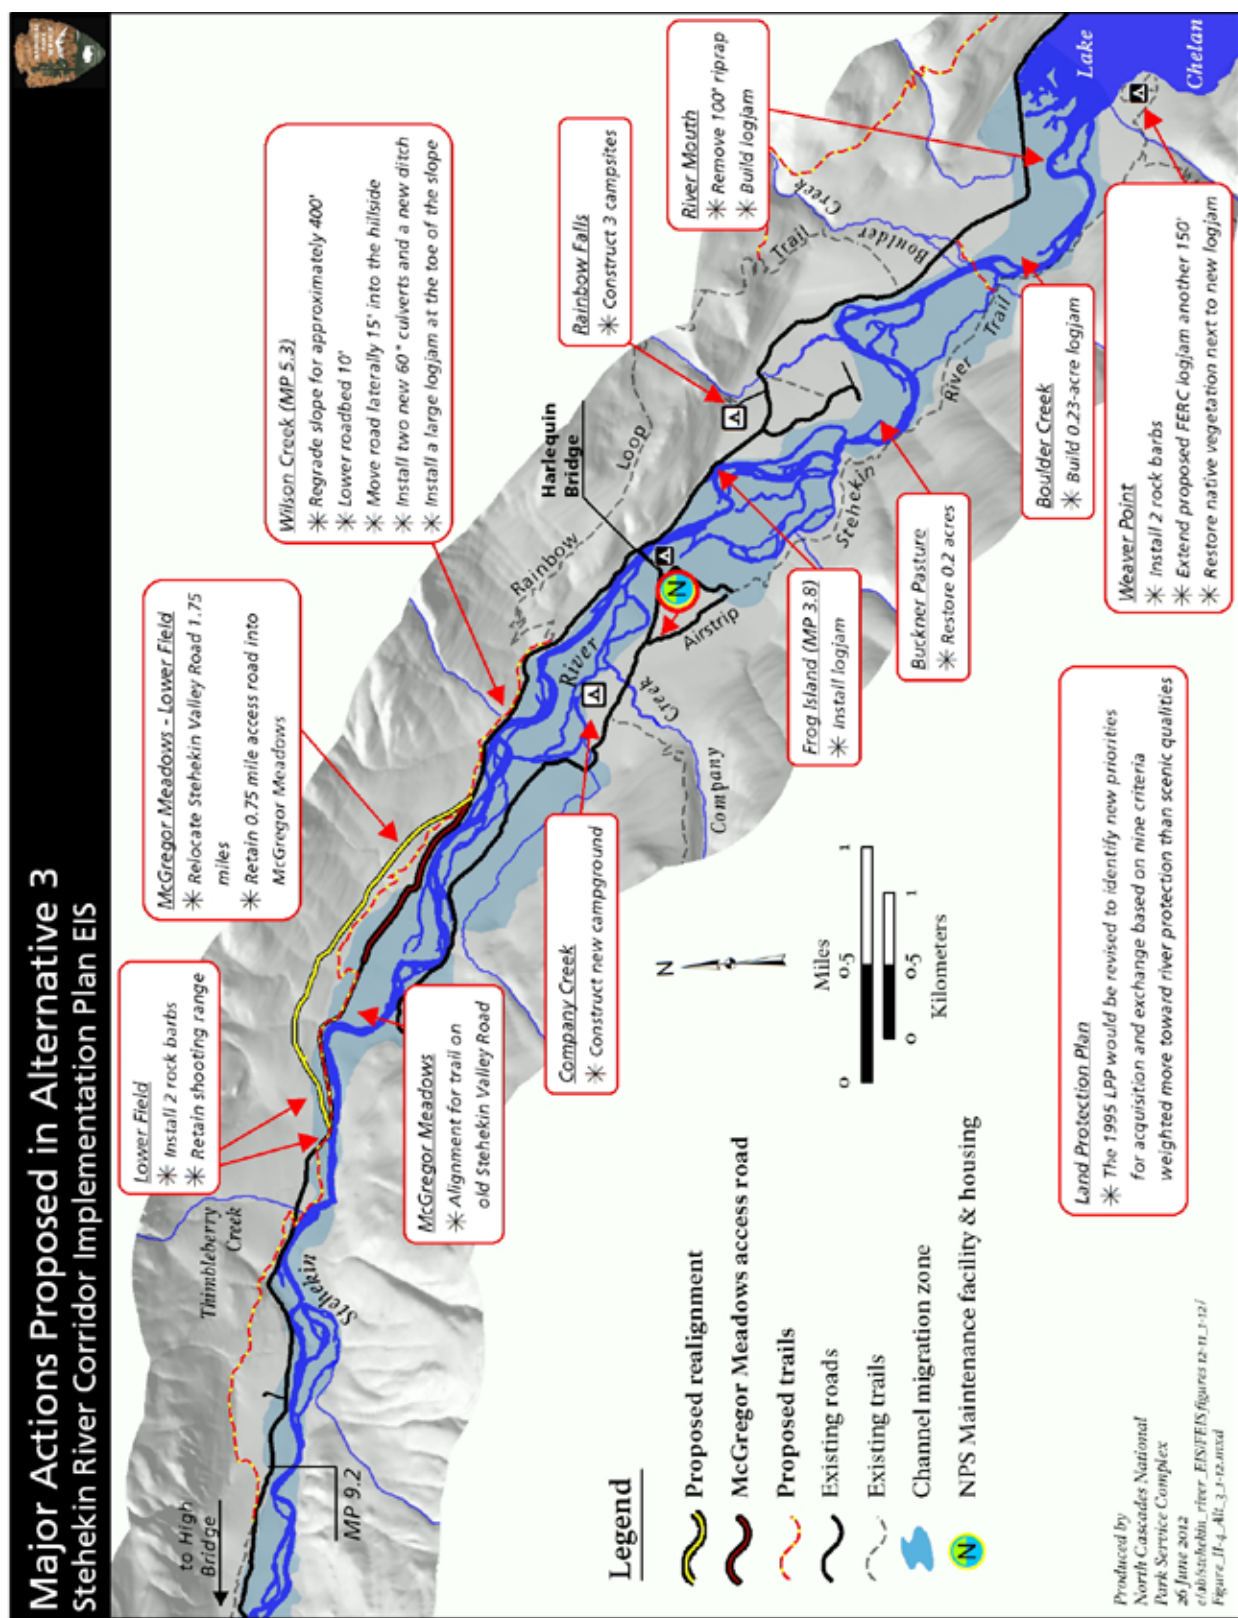 Major Actions Proposed in Alternative 3
Stehekin River Corridor Implementation Plan EIS
to High
Bridge
MP 9.2
Thimbleberry
Creek
Stehekin
Lower Field
✳ Install 2 rock barbs
✳ Retain shooting range
McGregor Meadows - Lower Field
✳ Relocate Stehekin Valley Road 1.75
miles
✳ Retain 0.75 mile access road into
McGregor Meadows
Wilson Creek (MP 5.3)
✳ Regrade slope for approximately 400'
✳ Lower roadbed 10'
✳ Move road laterally 15' into the hillside
✳ Install two new 60" culverts and a new ditch
✳ Install a large logjam at the toe of the slope
Rainbow Falls
✳ Construct 3 campsites
River Mouth
✳ Remove 100' riprap
✳ Build logjam
Harlequin
Bridge
Rainbow
Loop
Trail
Boulder
Creek
Lake
Chelan
River
Airstrip
Company
Creek
Stehekin
River
Trail
McGregor Meadows
✳ Alignment for trail on
old Stehekin Valley Road
Company Creek
✳ Construct new campground
Frog Island (MP 3.8)
✳ Install logjam
Buckner Pasture
✳ Restore 0.2 acres
Boulder Creek
✳ Build 0.23-acre logjam
Weaver Point
✳ Install 2 rock barbs
✳ Extend proposed FERC logjam another 150'
✳ Restore native vegetation next to new logjam
N
N
Miles
0 0.5 1
0 0.5 1
Kilometers
Legend
Proposed realignment
McGregor Meadows access road
Proposed trails
Existing roads
Existing trails
Channel migration zone
N NPS Maintenance facility & housing
Land Protection Plan
✳ The 1995 LPP would be revised to identify new priorities
for acquisition and exchange based on nine criteria
weighted more toward river protection than scenic qualities
Produced by
North Cascades National
Park Service Complex
26 June 2012